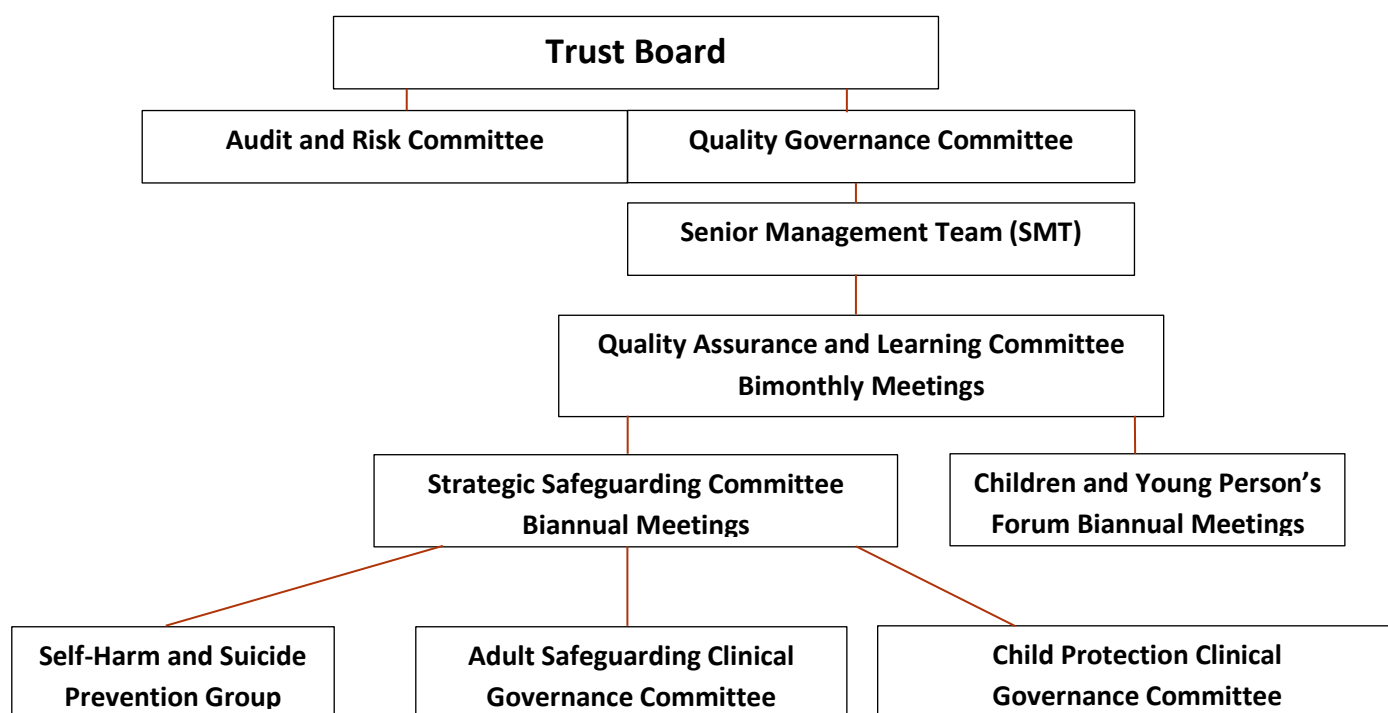 Trust Board
Audit and Risk Committee
Quality Governance Committee
Senior Management Team (SMT)
Quality Assurance and Learning Committee
Bimonthly Meetings
Strategic Safeguarding Committee
Biannual Meetings
Children and Young Person’s
Forum Biannual Meetings
Self-Harm and Suicide
Prevention Group
Adult Safeguarding Clinical
Governance Committee
Child Protection Clinical
Governance Committee